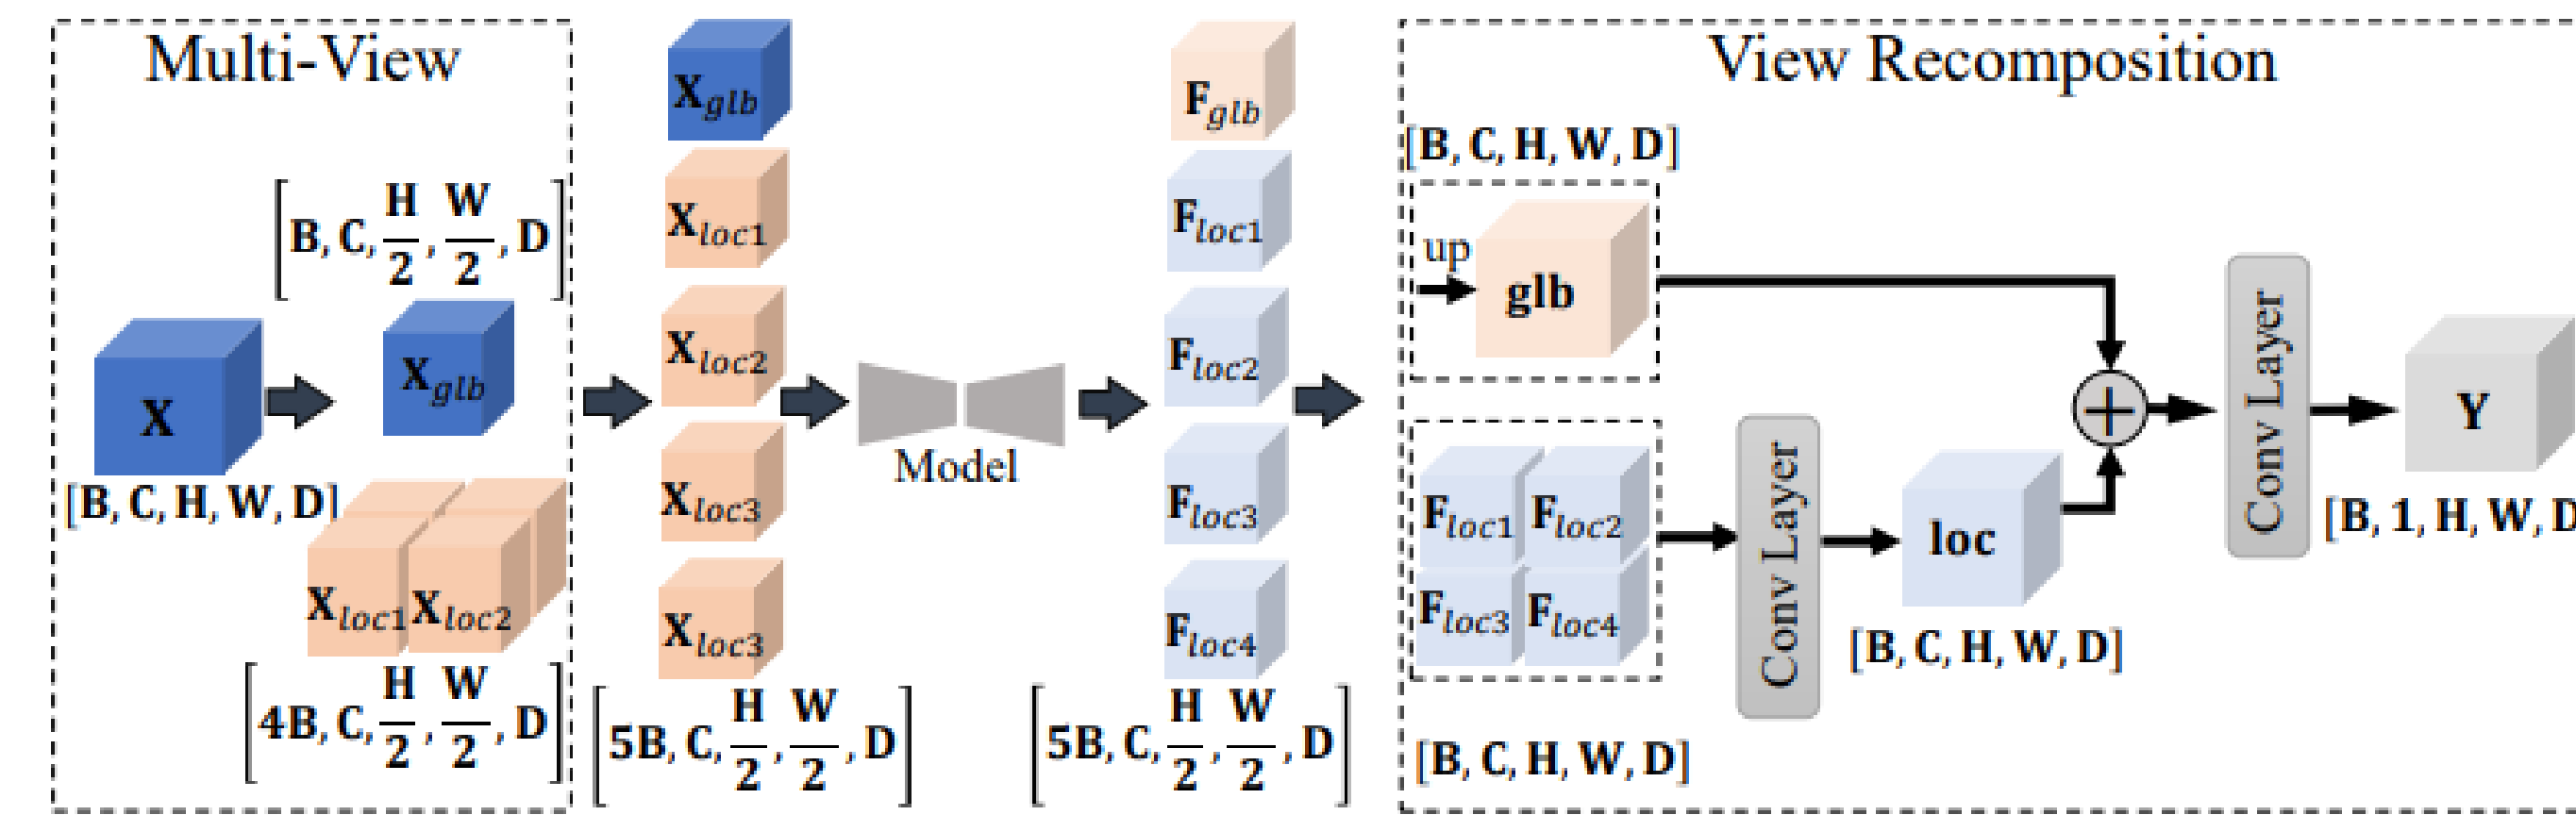 Multi-View
[B, C, H/2, W/2, D]
X
[B, C, H, W, D]
X_glb
X_loc1 X_loc2
[4B, C, H/2, W/2, D]
X_glb
X_loc1
X_loc2
X_loc3
X_loc3
[5B, C, H/2, W/2, D]
Model
F_glb
F_loc1
F_loc2
F_loc3
F_loc4
[5B, C, H/2, W/2, D]
View Recomposition
[B, C, H, W, D]
up
glb
F_loc1 F_loc2
F_loc3 F_loc4
[B, C, H, W, D]
Conv Layer
loc
[B, C, H, W, D]
+
Conv Layer
Y
[B, 1, H, W, D